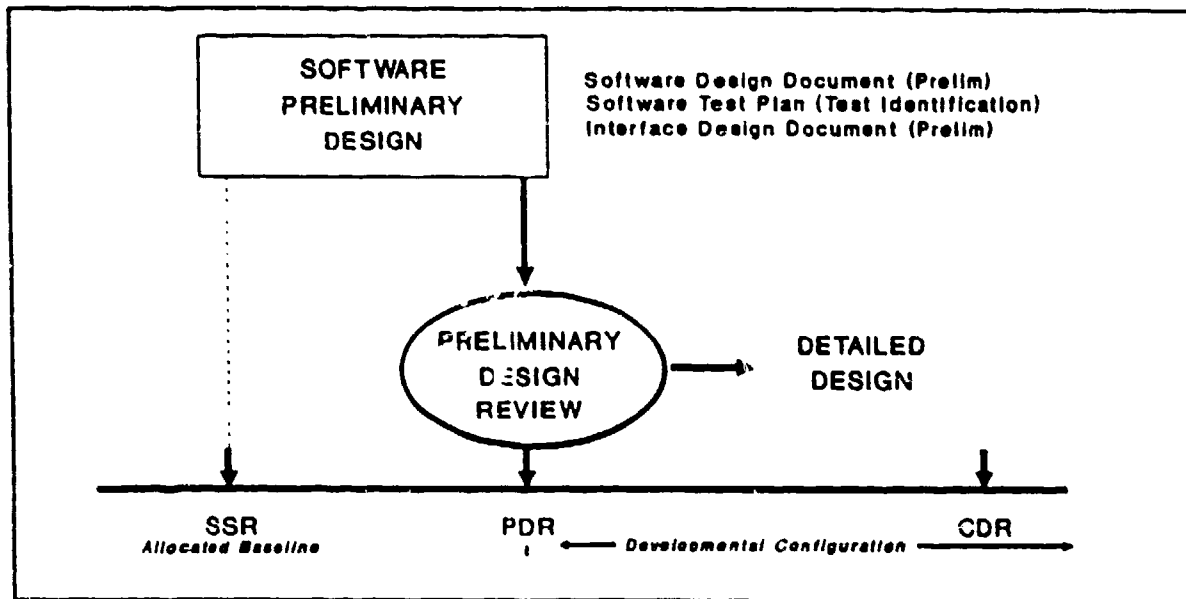 SOFTWARE
PRELIMINARY
DESIGN
Software Design Document (Prelim)
Software Test Plan (Test Identification)
Interface Design Document (Prelim)
PRELIMINARY
DESIGN
REVIEW
DETAILED
DESIGN
SSR
PDR
CDR
Allocated Baseline
Developmental Configuration